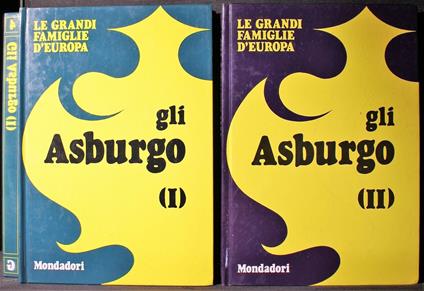 Gli Asburgo (I)
LE GRANDI
FAMIGLIE
D'EUROPA
gli
Asburgo
(I)
Mondadori
LE GRANDI
FAMIGLIE
D'EUROPA
gli
Asburgo
(II)
Mondadori